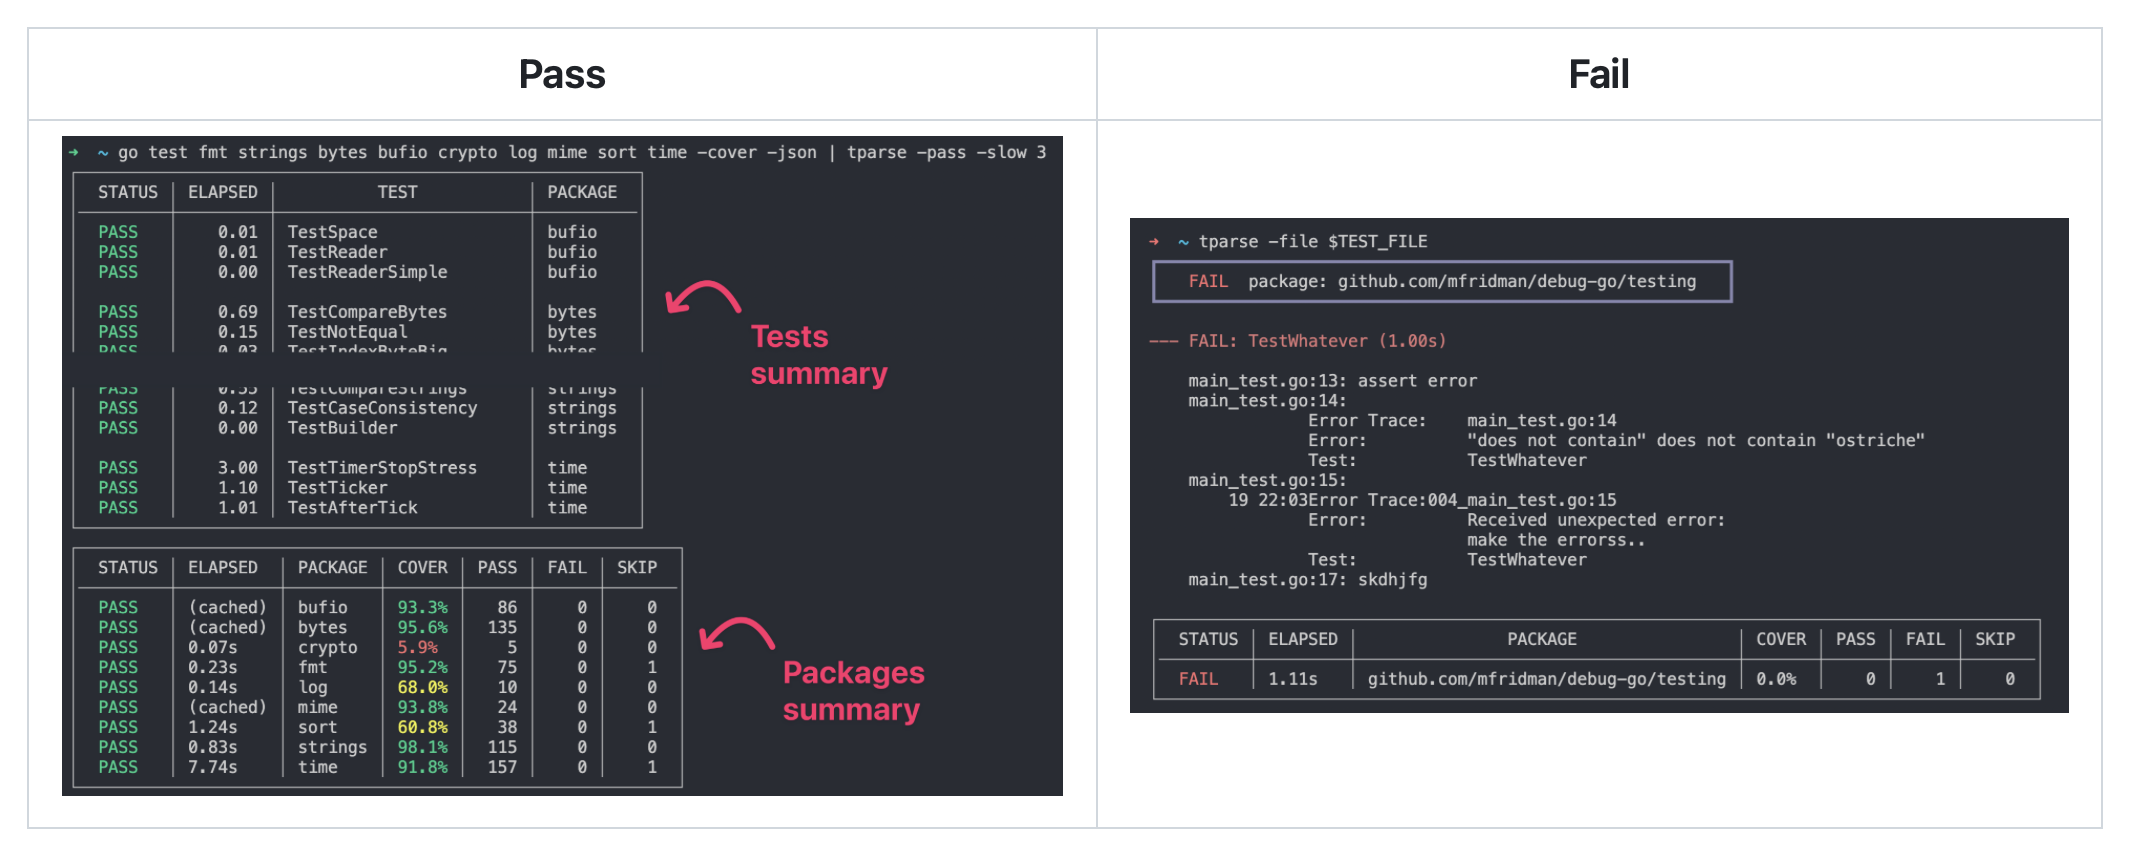 Pass
Fail
➜ ~ go test fmt strings bytes bufio crypto log mime sort time -cover -json | tparse -pass -slow 3
STATUS ELAPSED TEST PACKAGE
PASS 0.01 TestSpace bufio
PASS 0.01 TestReader bufio
PASS 0.00 TestReaderSimple bufio
PASS 0.69 TestCompareBytes bytes
PASS 0.15 TestNotEqual bytes
PASS 0.03 TestIndexByteBig bytes
PASS TestCompareStrings strings
PASS 0.12 TestCaseConsistency strings
PASS 0.00 TestBuilder strings
PASS 3.00 TestTimerStopStress time
PASS 1.10 TestTicker time
PASS 1.01 TestAfterTick time
Tests
summary
STATUS ELAPSED PACKAGE COVER PASS FAIL SKIP
PASS (cached) bufio 93.3% 86 0 0
PASS (cached) bytes 95.6% 135 0 0
PASS 0.07s crypto 5.9% 5 0 0
PASS 0.23s fmt 95.2% 75 0 1
PASS 0.14s log 68.0% 10 0 0
PASS (cached) mime 93.8% 24 0 0
PASS 1.24s sort 60.8% 38 0 1
PASS 0.83s strings 98.1% 115 0 0
PASS 7.74s time 91.8% 157 0 1
Packages
summary
➜ ~ tparse -file $TEST_FILE
FAIL package: github.com/mfridman/debug-go/testing
--- FAIL: TestWhatever (1.00s)
main_test.go:13: assert error
main_test.go:14:
Error Trace: main_test.go:14
Error: "does not contain" does not contain "ostriche"
Test: TestWhatever
main_test.go:15:
19 22:03Error Trace:004_main_test.go:15
Error: Received unexpected error:
make the errorss..
Test: TestWhatever
main_test.go:17: skdhjfg
STATUS ELAPSED PACKAGE COVER PASS FAIL SKIP
FAIL 1.11s github.com/mfridman/debug-go/testing 0.0% 0 1 0